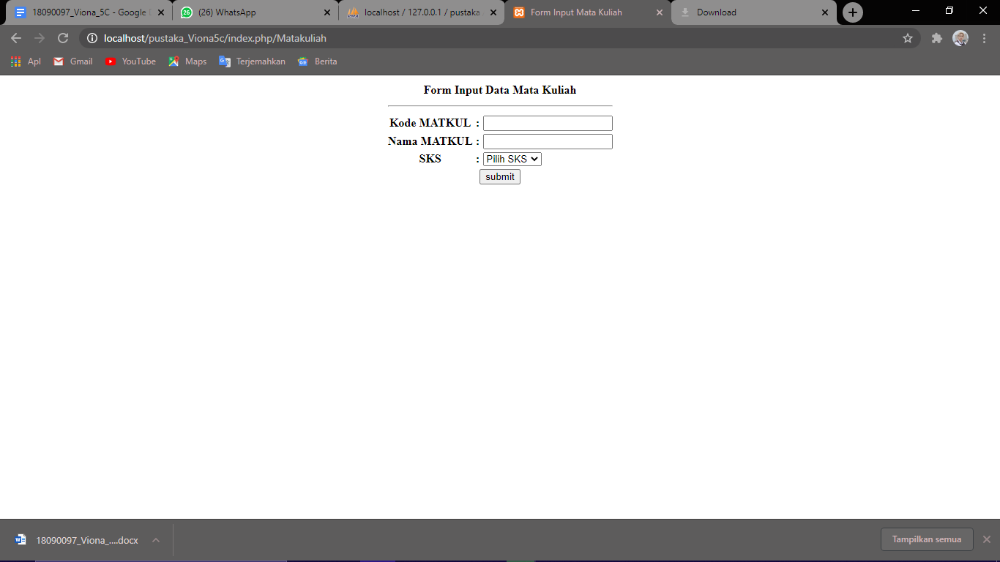 18090097_Viona_5C - Google
(26) WhatsApp
localhost / 127.0.0.1 / pustaka
Form Input Mata Kuliah
Download
localhost/pustaka_Viona5c/index.php/Matakuliah
Apl
Gmail
YouTube
Maps
Terjemahkan
Berita
Form Input Data Mata Kuliah
Kode MATKUL :
Nama MATKUL :
SKS : Pilih SKS
submit
18090097_Viona_....docx
Tampilkan semua